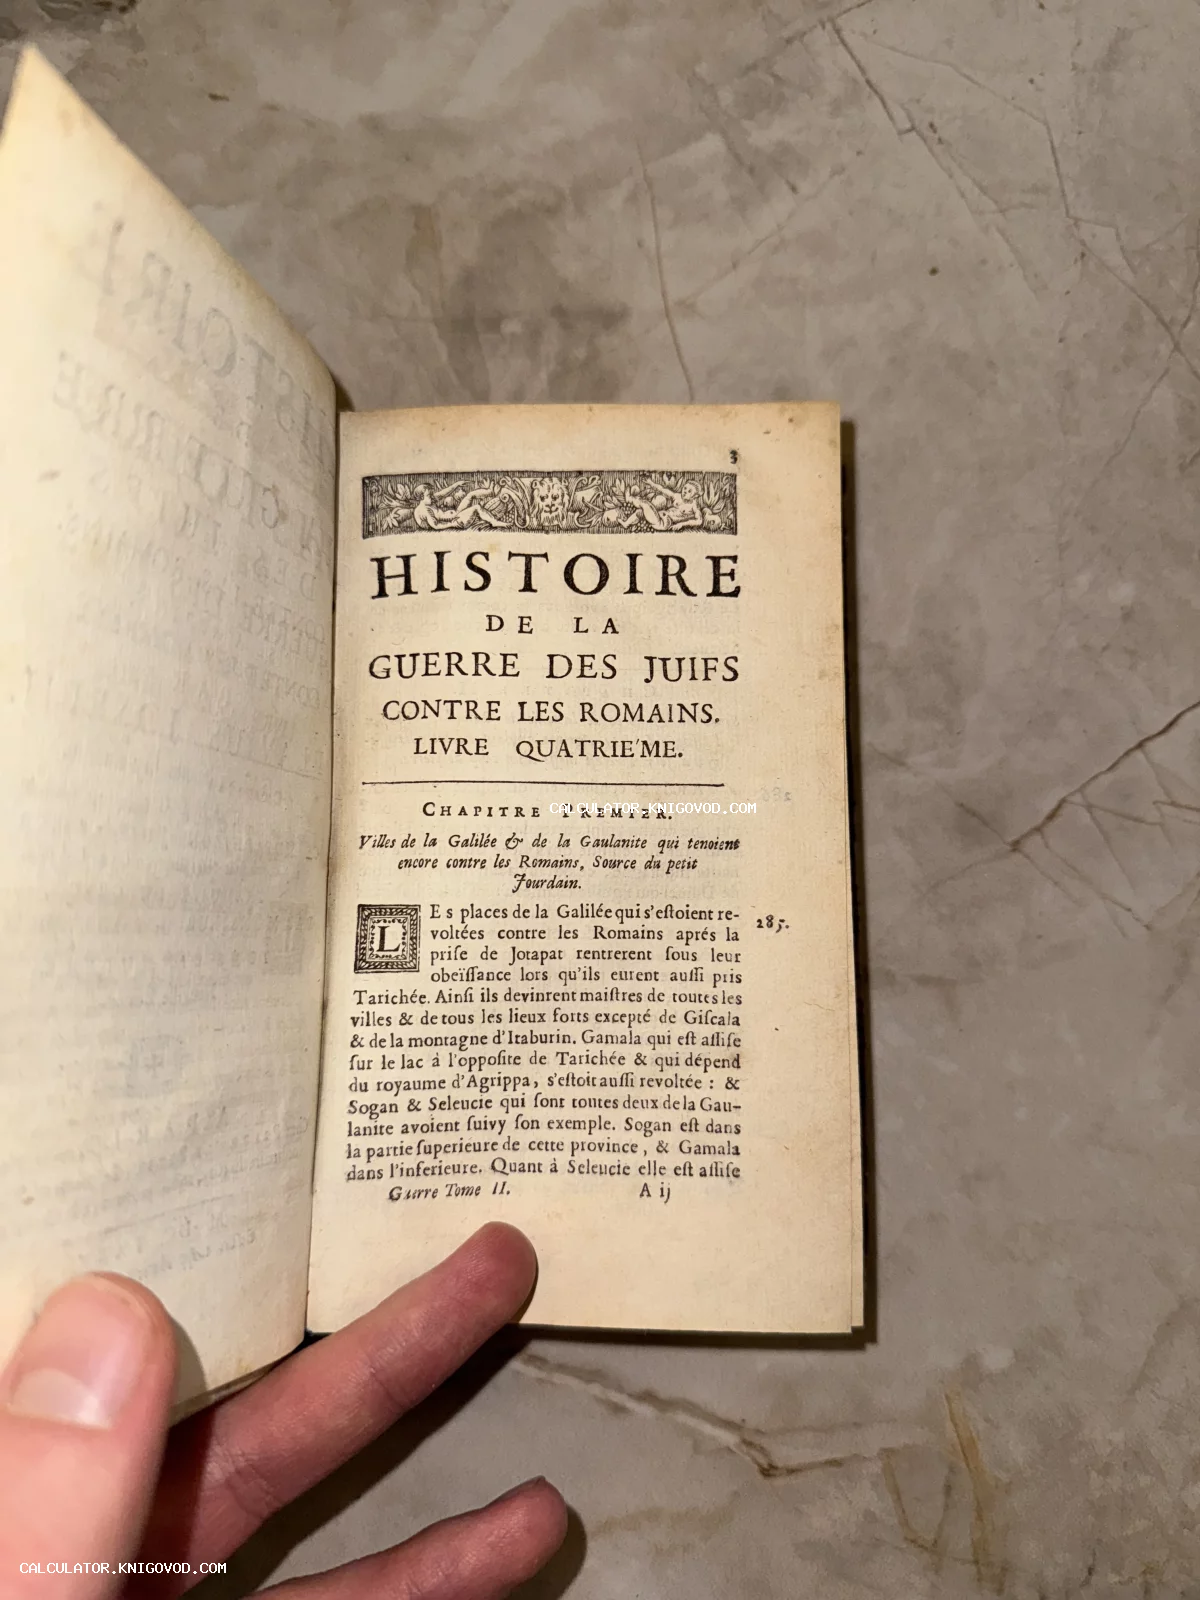 3
HISTOIRE
DE LA
GUERRE DES JUIFS
CONTRE LES ROMAINS.
LIVRE QUATRIE'ME.
CHAPITRE PREMIER.
CALCULATOR.KNIGOVOD.COM
Villes de la Galilée & de la Gaulanite qui tenoient
encore contre les Romains, Source du petit
Jourdain.
LEs places de la Galilée qui s'eſtoient re-
voltées contre les Romains aprés la
priſe de Jotapat rentrerent ſous leur
obeïſſance lors qu'ils eurent auſſi pris
285.
Tarichée. Ainſi ils devinrent maiſtres de toutes les
villes & de tous les lieux forts excepté de Giſcala
& de la montagne d'Itaburin. Gamala qui eſt aſſiſe
ſur le lac à l'oppoſite de Tarichée & qui dépend
du royaume d'Agrippa, s'eſtoit auſſi revoltée : &
Sogan & Seleucie qui ſont toutes deux de la Gau-
lanite avoient ſuivy ſon exemple. Sogan eſt dans
la partie ſuperieure de cette province, & Gamala
dans l'inferieure. Quant à Seleucie elle eſt aſſiſe
Guerre Tome II. A ij
CALCULATOR.KNIGOVOD.COM